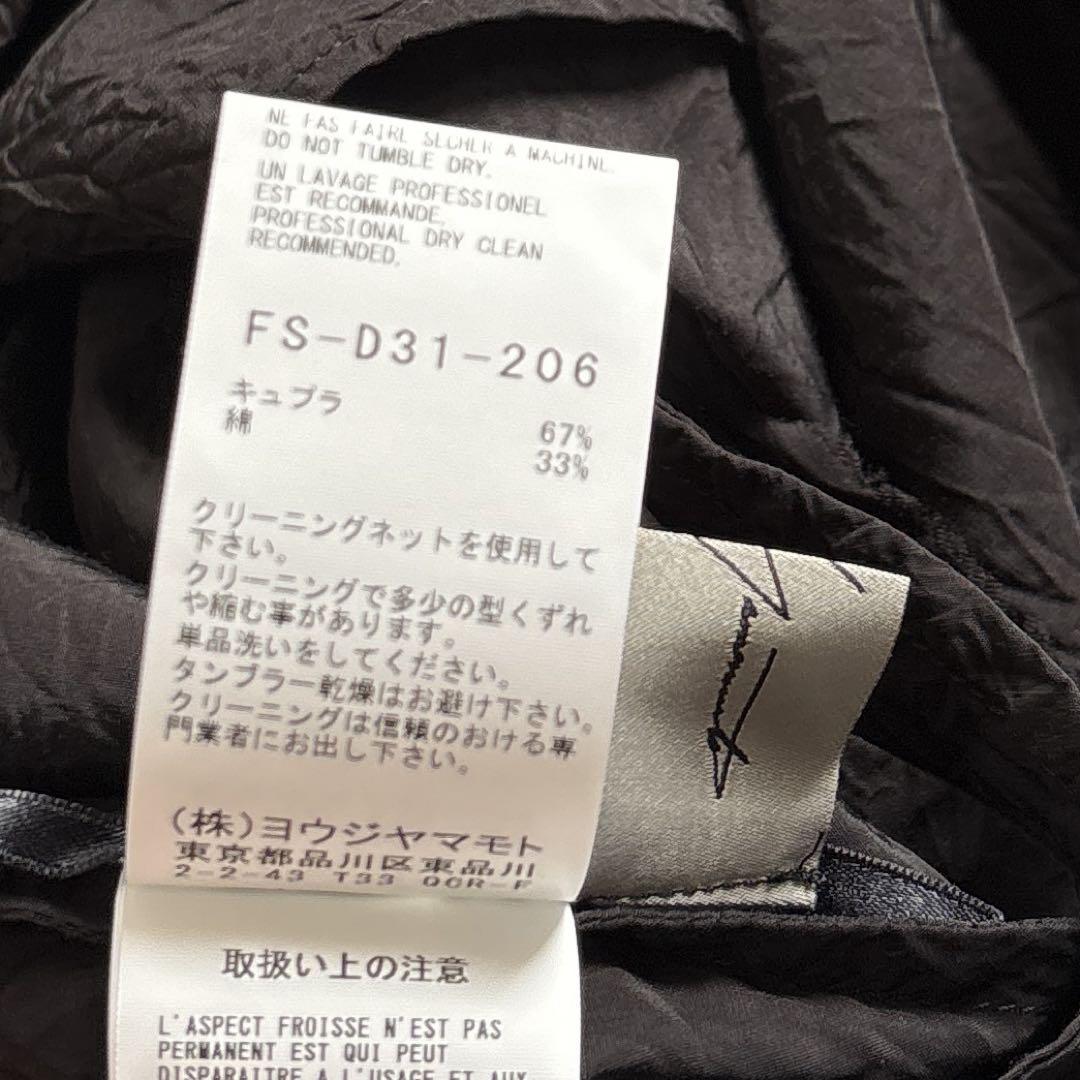 NE PAS FAIRE SECHER A MACHINE.
DO NOT TUMBLE DRY.
UN LAVAGE PROFESSIONEL
EST RECOMMANDE.
PROFESSIONAL DRY CLEAN
RECOMMENDED.
FS-D31-206
キュプラ 67%
綿 33%
クリーニングネットを使用して
下さい。
クリーニングで多少の型くずれ
や縮む事があります。
単品洗いをしてください。
タンブラー乾燥はお避け下さい。
クリーニングは信頼のおける専
門業者にお出し下さい。
(株)ヨウジヤマモト
東京都品川区東品川
2-2-43 T33 OCR-F
取扱い上の注意
L'ASPECT FROISSE N'EST PAS
PERMANENT EST QUI PEUT
DISPARAITRE A L'USAGE ET AUX
Yamamoto